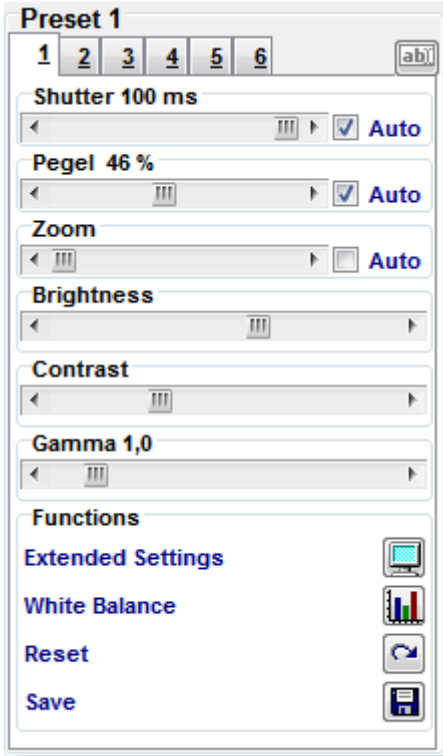 Preset 1
1 2 3 4 5 6 ab
Shutter 100 ms
Auto
Pegel 46 %
Auto
Zoom
Auto
Brightness
Contrast
Gamma 1,0
Functions
Extended Settings
White Balance
Reset
Save